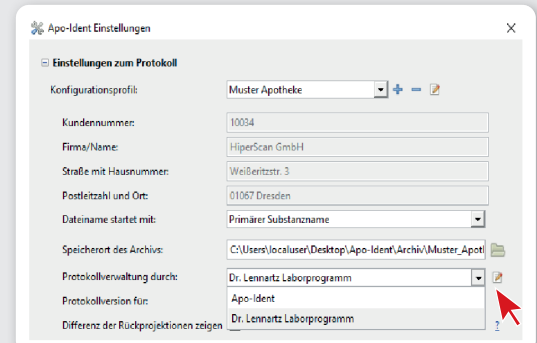 Apo-Ident Einstellungen
Einstellungen zum Protokoll
Konfigurationsprofil: Muster Apotheke
Kundennummer: 10034
Firma/Name: HiperScan GmbH
Straße mit Hausnummer: Weißeritzstr. 3
Postleitzahl und Ort: 01067 Dresden
Dateiname startet mit: Primärer Substanzname
Speicherort des Archivs: C:\Users\localuser\Desktop\Apo-Ident\Archiv\Muster_Apotl
Protokollverwaltung durch: Dr. Lennartz Laborprogramm
Protokollversion für: Apo-Ident
Dr. Lennartz Laborprogramm
Differenz der Rückprojektionen zeigen ?